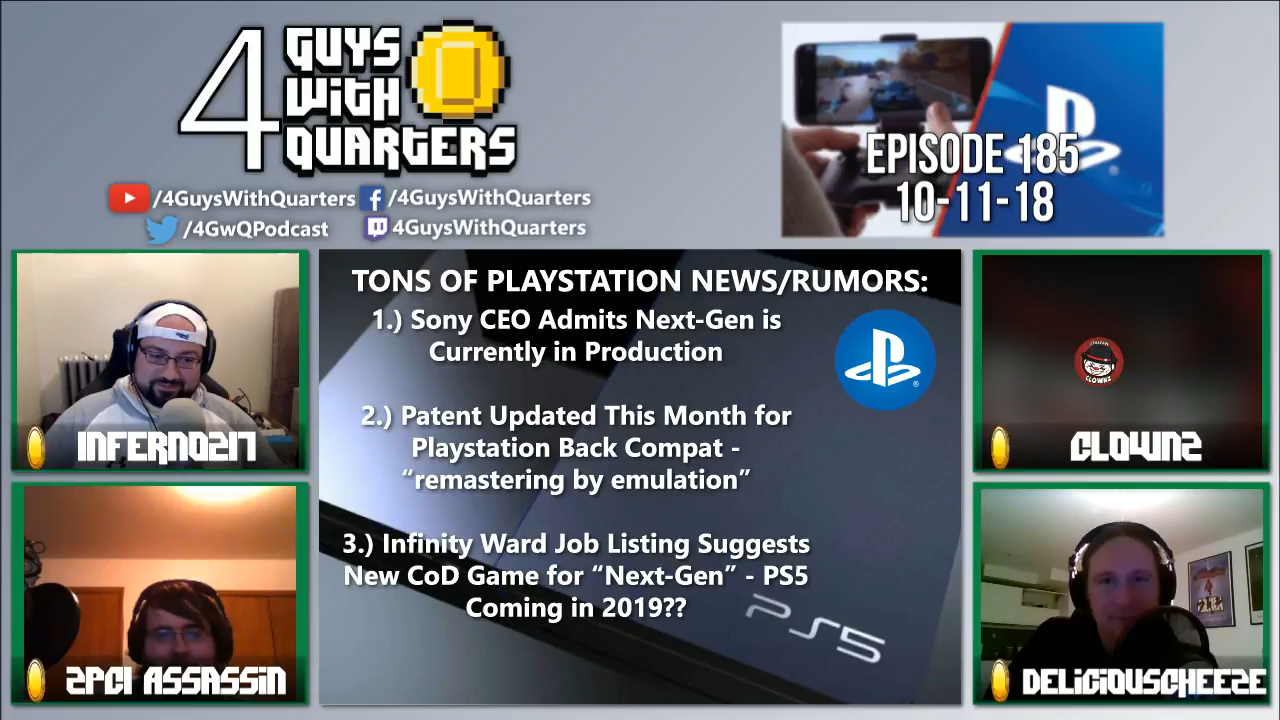 4 GUYS
WITH
QUARTERS
/4GuysWithQuarters /4GuysWithQuarters
/4GwQPodcast 4GuysWithQuarters
EPISODE 185
10-11-18
TONS OF PLAYSTATION NEWS/RUMORS:
1.) Sony CEO Admits Next-Gen is
Currently in Production
2.) Patent Updated This Month for
Playstation Back Compat -
“remastering by emulation”
3.) Infinity Ward Job Listing Suggests
New CoD Game for “Next-Gen” - PS5
Coming in 2019??
PS5
INFERNO217
2PCI ASSASSIN
CLOWNZ
CLOWNZ
DELICIOUSCHEEZE